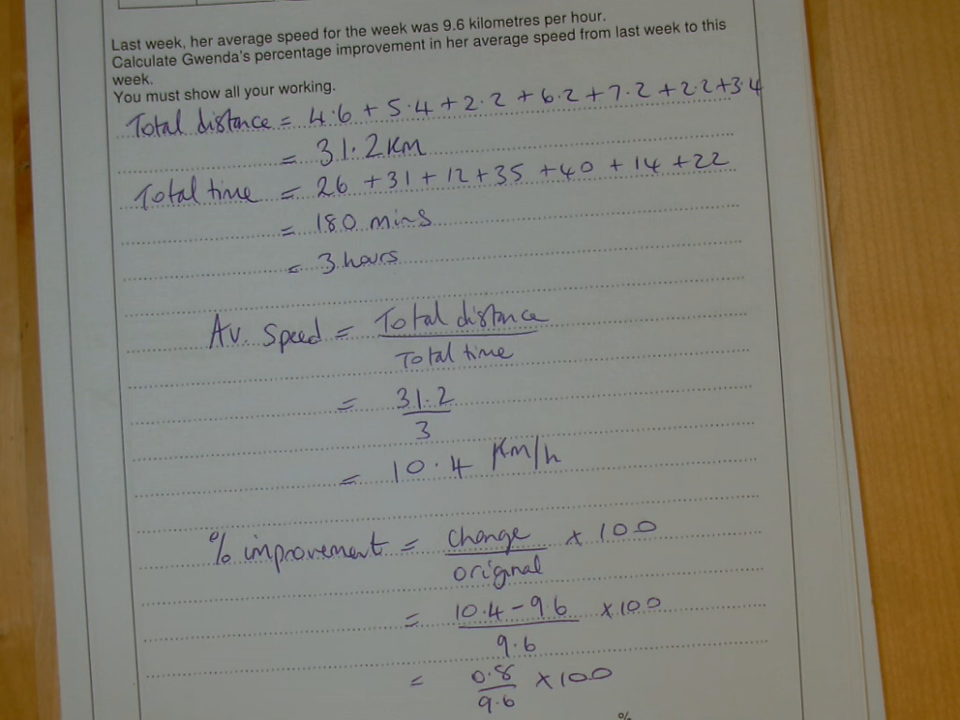 Last week, her average speed for the week was 9.6 kilometres per hour.
Calculate Gwenda's percentage improvement in her average speed from last week to this
week.
You must show all your working.
Total distance = 4.6 + 5.4 + 2.2 + 6.2 + 7.2 + 2.2 + 3.4
= 31.2 km
Total time = 26 + 31 + 12 + 35 + 40 + 14 + 22
= 180 mins
= 3 hours
Av. Speed = Total distance
Total time
= 31.2
3
= 10.4 Km/h
% improvement = change × 100
original
= 10.4 - 9.6 × 100
9.6
= 0.8 × 100
9.6
%